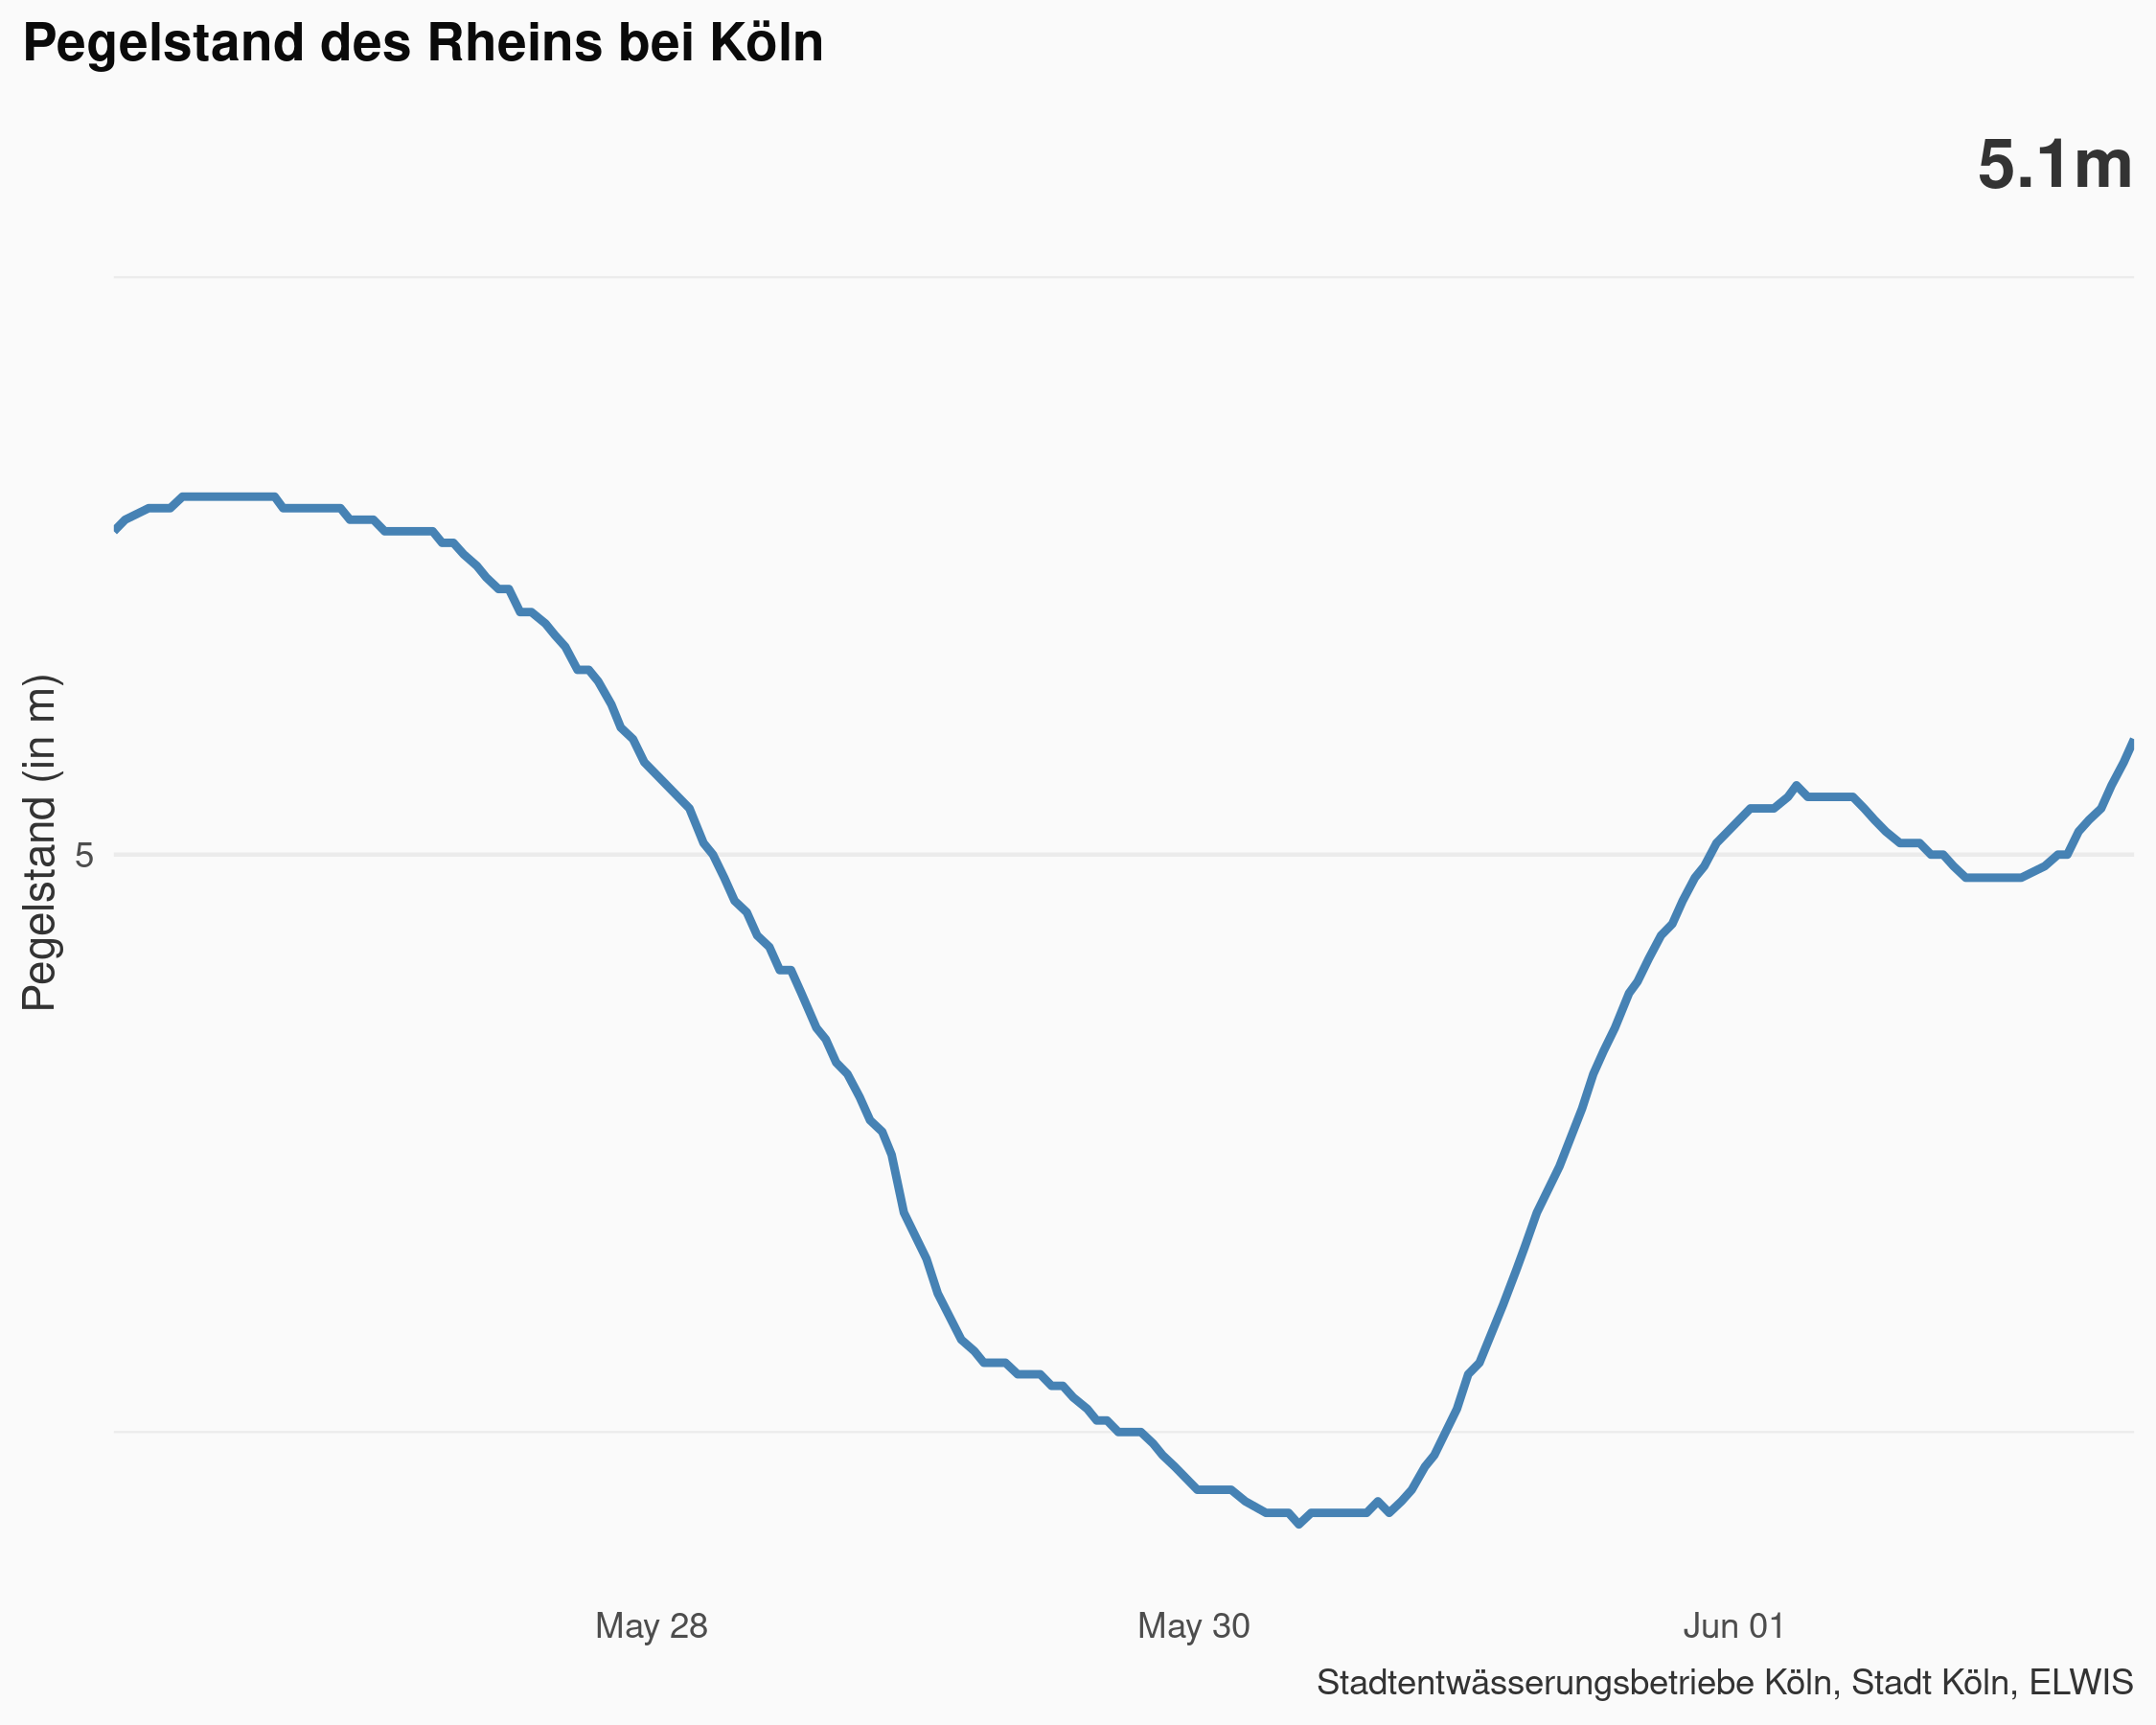 Pegelstand des Rheins bei Köln
5.1m
Pegelstand (in m)
5
May 28
May 30
Jun 01
Stadtentwässerungsbetriebe Köln, Stadt Köln, ELWIS